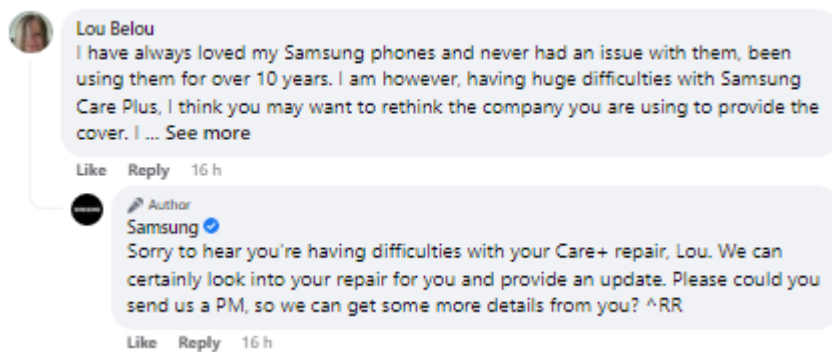 Lou Belou
I have always loved my Samsung phones and never had an issue with them, been
using them for over 10 years. I am however, having huge difficulties with Samsung
Care Plus, I think you may want to rethink the company you are using to provide the
cover. I ... See more
Like Reply 16 h
Author
Samsung
Sorry to hear you're having difficulties with your Care+ repair, Lou. We can
certainly look into your repair for you and provide an update. Please could you
send us a PM, so we can get some more details from you? ^RR
Like Reply 16 h